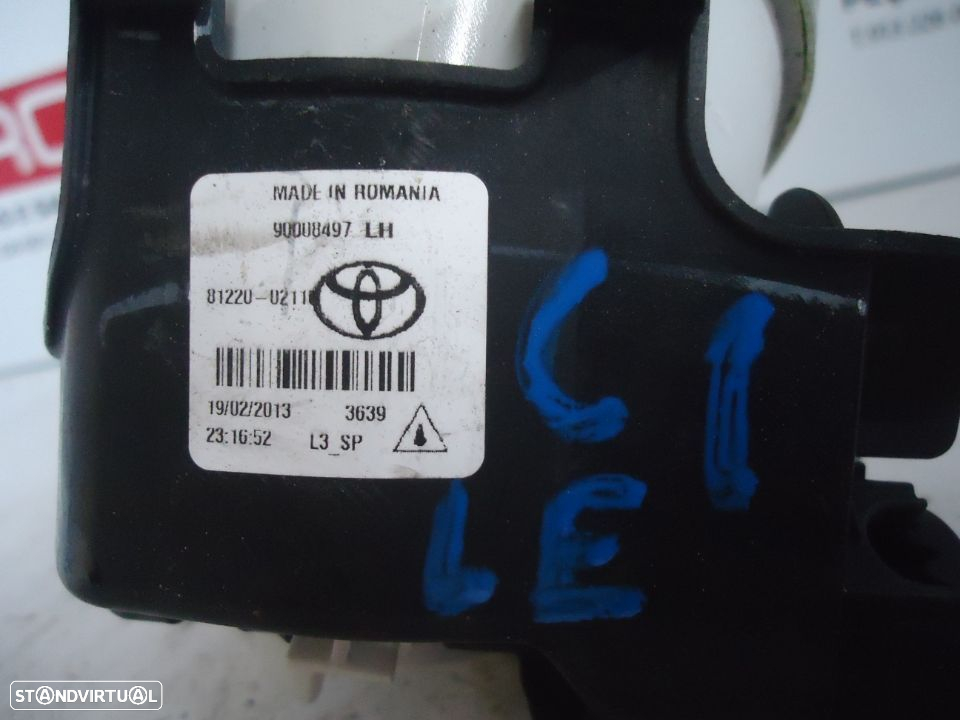 MADE IN ROMANIA
90008497 LH
81220-0211
19/02/2013 3639
23:16:52 L3_SP
C1
LE
STANDVIRTUAL